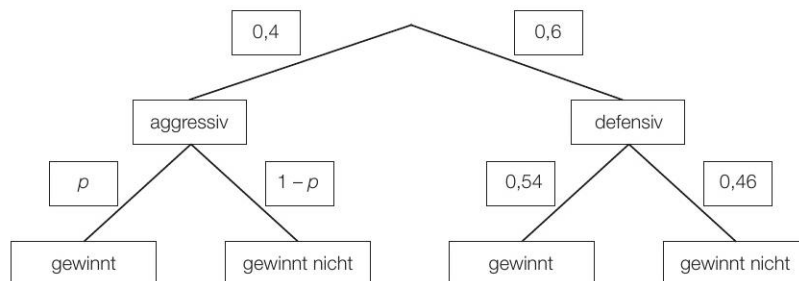 0,4 0,6
aggressiv defensiv
p 1 – p 0,54 0,46
gewinnt gewinnt nicht gewinnt gewinnt nicht